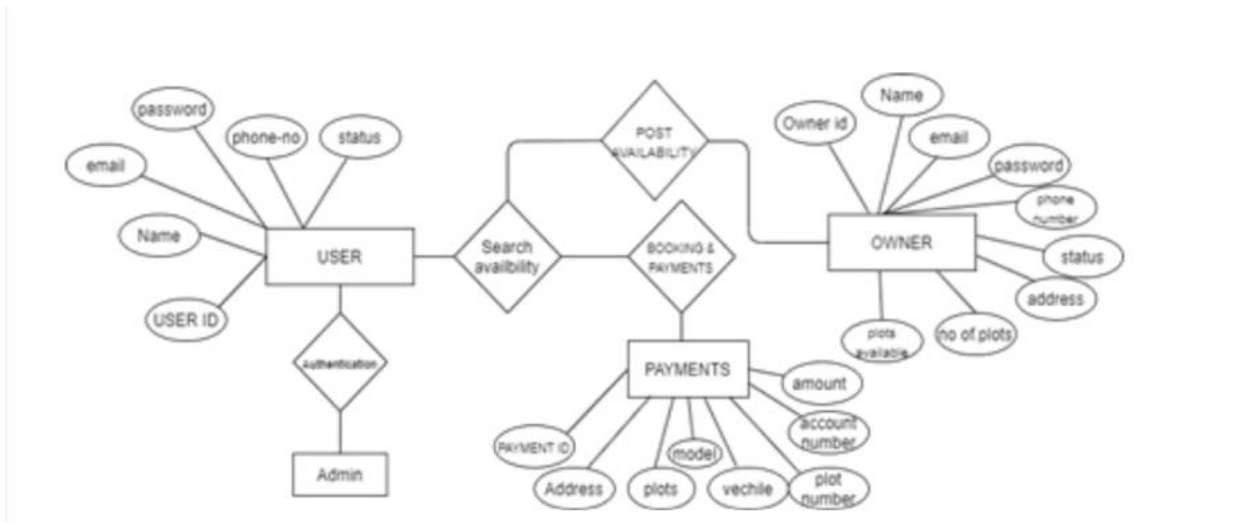 password
phone-no
status
email
Name
USER ID
USER
Authentication
Admin
Search
availbility
POST
AVAILABILITY
BOOKING &
PAYMENTS
PAYMENTS
PAYMENT ID
Address
plots
model
vechile
plot
number
account
number
amount
Owner id
Name
email
password
phone
number
status
address
no of.plots
plots
available
OWNER